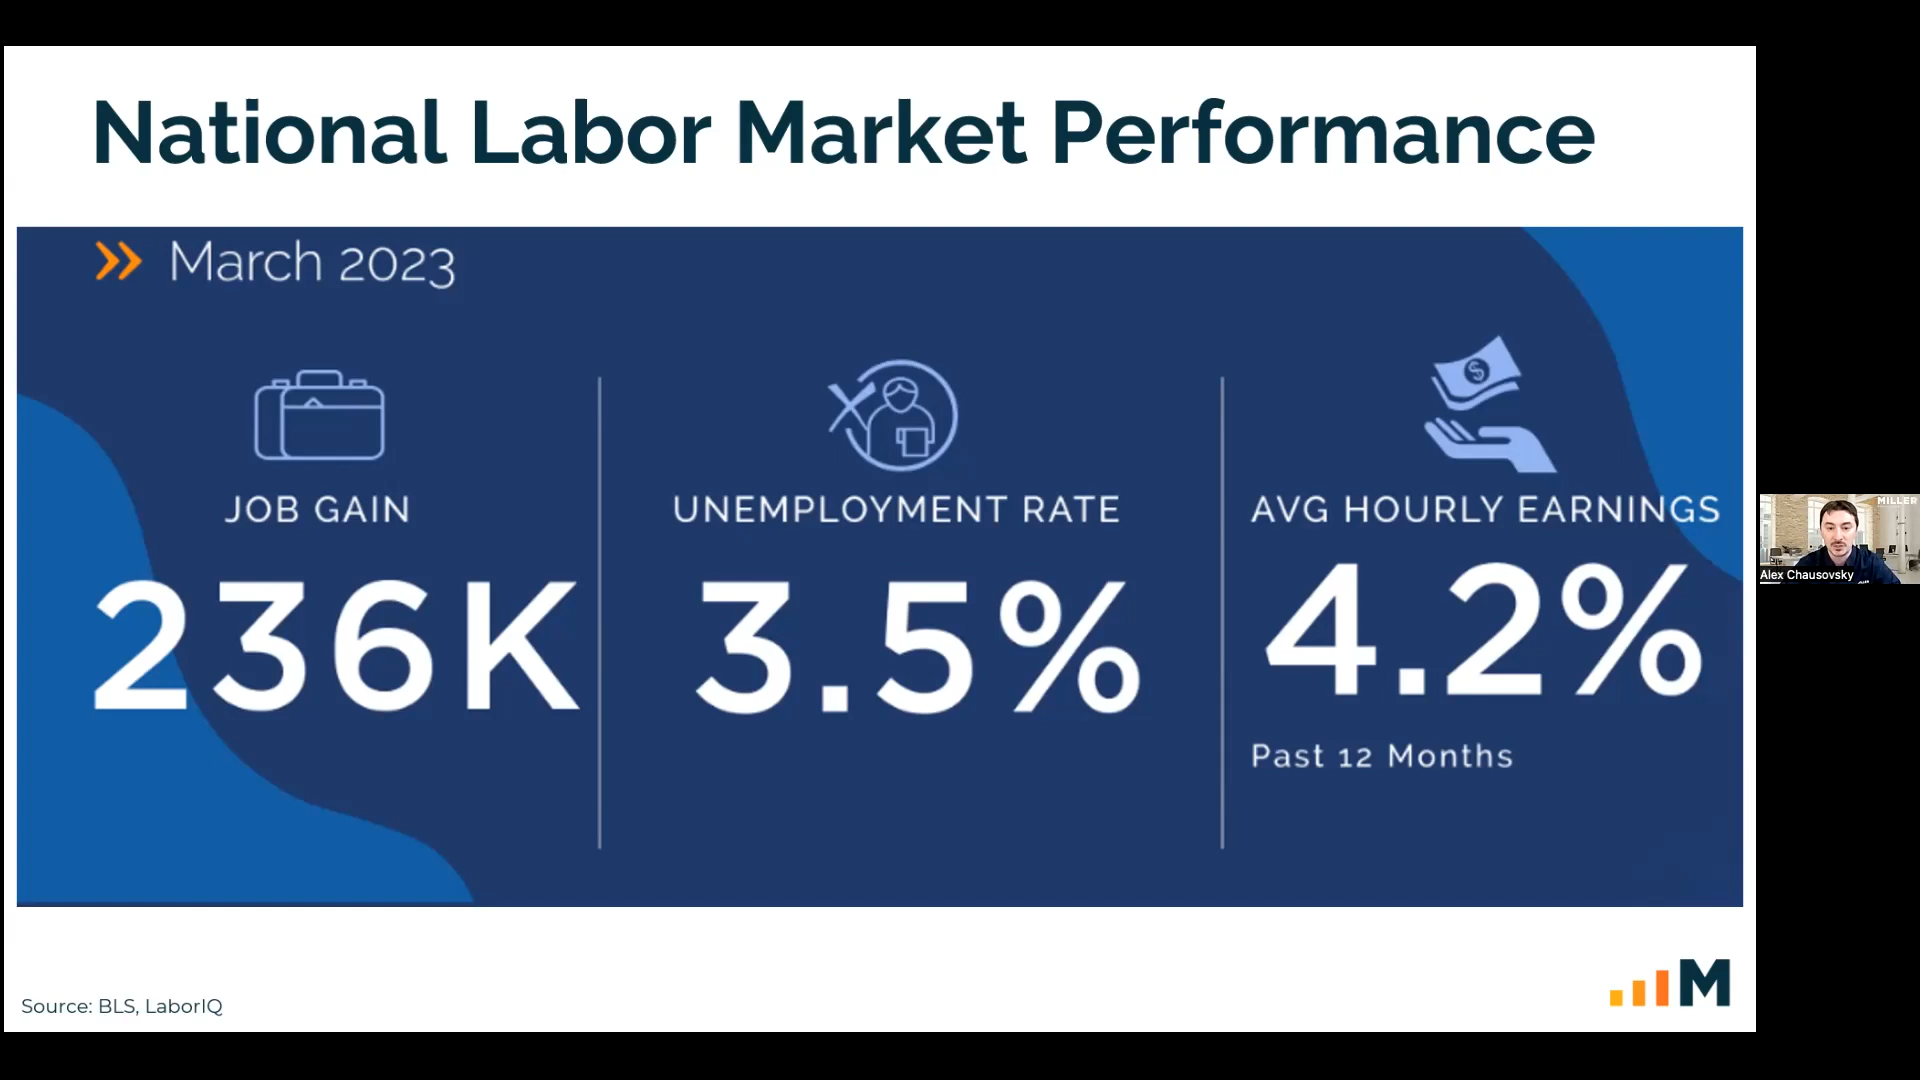 National Labor Market Performance
March 2023
JOB GAIN
236K
UNEMPLOYMENT RATE
3.5%
AVG HOURLY EARNINGS
4.2%
Past 12 Months
Source: BLS, LaborIQ
M
MILLER
Alex Chausovsky